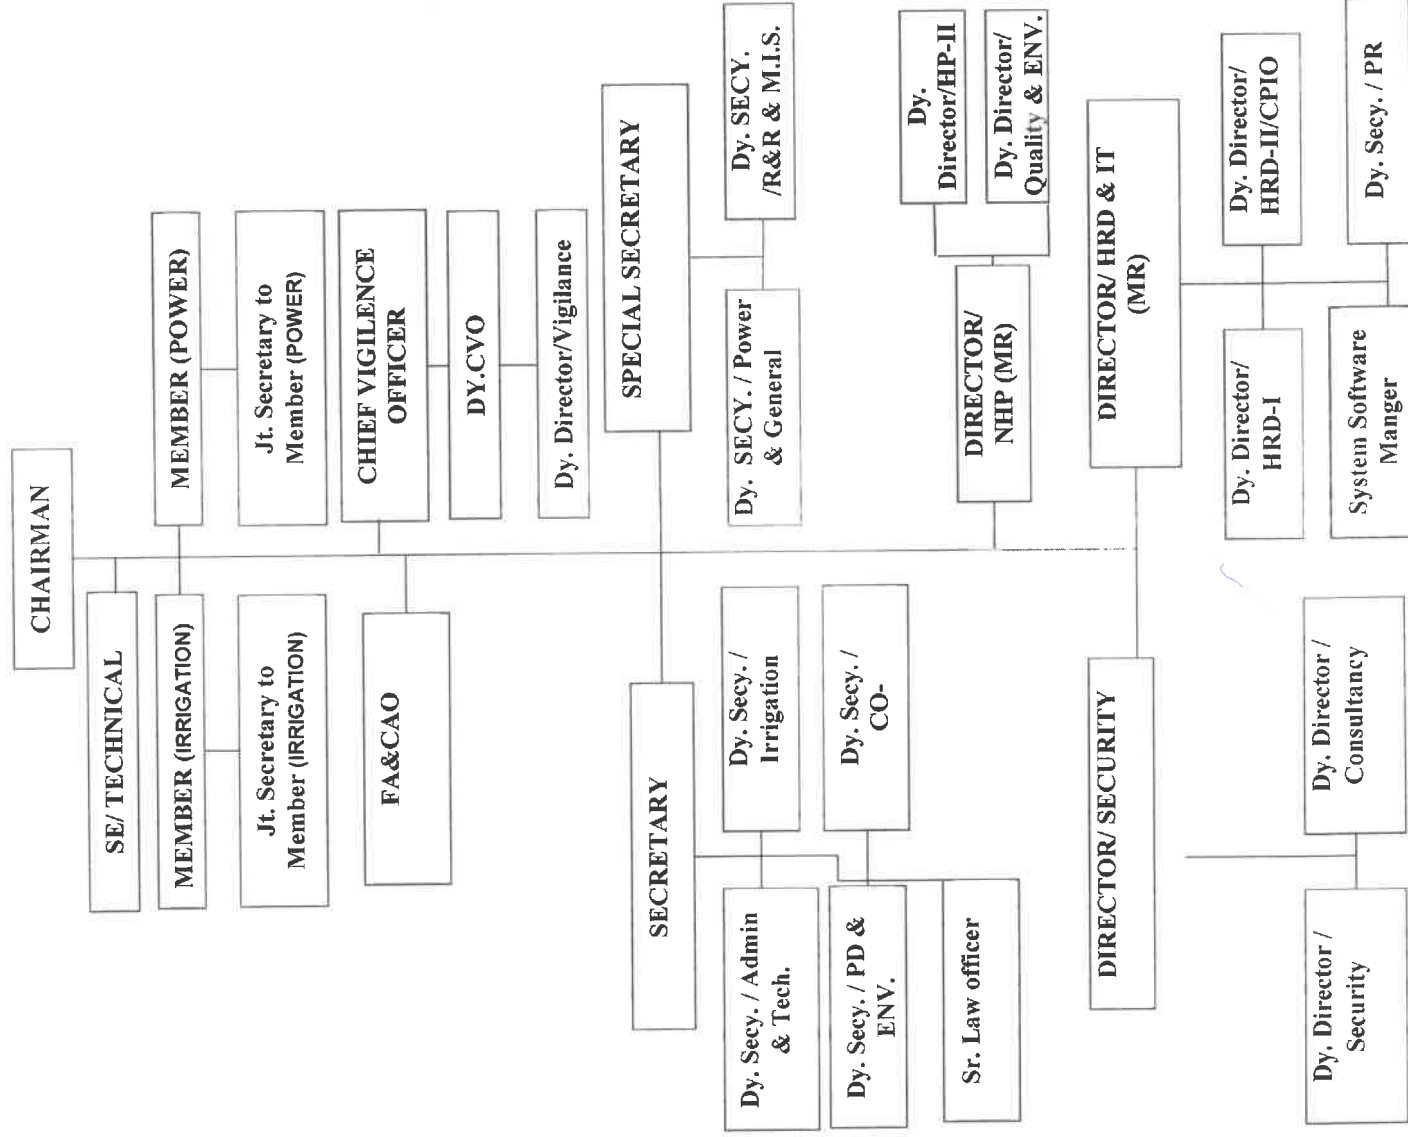 CHAIRMAN
SE/ TECHNICAL
MEMBER (IRRIGATION)
MEMBER (POWER)
Jt. Secretary to
Member (IRRIGATION)
Jt. Secretary to
Member (POWER)
FA&CAO
CHIEF VIGILENCE
OFFICER
DY.CVO
Dy. Director/Vigilance
SECRETARY
SPECIAL SECRETARY
Dy. Secy. / Admin
& Tech.
Dy. Secy. /
Irrigation
Dy. SECY. / Power
& General
Dy. SECY.
/R&R & M.I.S.
Dy. Secy. / PD &
ENV.
Dy. Secy. /
CO-
Sr. Law officer
DIRECTOR/
NHP (MR)
Dy.
Director/HP-II
Dy. Director/
Quality & ENV.
DIRECTOR/ SECURITY
DIRECTOR/ HRD & IT
(MR)
Dy. Director /
Security
Dy. Director /
Consultancy
Dy. Director/
HRD-I
Dy. Director/
HRD-II/CPIO
System Software
Manger
Dy. Secy. / PR